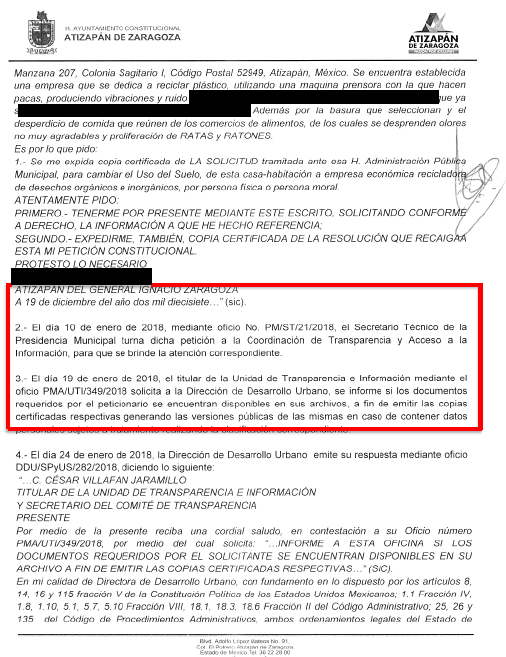 H. AYUNTAMIENTO CONSTITUCIONAL
ATIZAPÁN DE ZARAGOZA
ATIZAPÁN
DE ZARAGOZA
Manzana 207, Colonia Sagitario I, Código Postal 52949, Atizapán, México. Se encuentra establecida
una empresa que se dedica a reciclar plástico, utilizando una maquina prensora con la que hacen
pacas, produciendo vibraciones y ruido que ya
s Además por la basura que seleccionan y el
desperdicio de comida que reúnen de los comercios de alimentos, de los cuales se desprenden olores
no muy agradables y proliferación de RATAS y RATONES.
Es por lo que pido:
1.- Se me expida copia certificada de LA SOLICITUD tramitada ante esa H. Administración Pública
Municipal, para cambiar el Uso del Suelo, de esta casa-habitación a empresa económica recicladora
de desechos orgánicos e inorgánicos, por persona física o persona moral.
ATENTAMENTE PIDO:
PRIMERO.- TENERME POR PRESENTE MEDIANTE ESTE ESCRITO, SOLICITANDO CONFORME
A DERECHO, LA INFORMACIÓN A QUE HE HECHO REFERENCIA;
SEGUNDO.- EXPEDIRME, TAMBIÉN, COPIA CERTIFICADA DE LA RESOLUCIÓN QUE RECAIGA A
ESTA MI PETICIÓN CONSTITUCIONAL.
PROTESTO LO NECESARIO
ATIZAPÁN DEL GENERAL IGNACIO ZARAGOZA
A 19 de diciembre del año dos mil diecisiete…" (sic).
2.- El día 10 de enero de 2018, mediante oficio No. PM/ST/21/2018, el Secretario Técnico de la
Presidencia Municipal turna dicha petición a la Coordinación de Transparencia y Acceso a la
Información, para que se brinde la atención correspondiente.
3.- El día 19 de enero de 2018, el titular de la Unidad de Transparencia e Información mediante el
oficio PMA/UTI/349/2018 solicita a la Dirección de Desarrollo Urbano, se informe si los documentos
requeridos por el peticionario se encuentran disponibles en sus archivos, a fin de emitir las copias
certificadas respectivas generando las versiones públicas de las mismas en caso de contener datos
personales sujetos a tratamiento realizando la clasificación correspondiente.
4.- El día 24 de enero de 2018, la Dirección de Desarrollo Urbano emite su respuesta mediante oficio
DDU/SPyUS/282/2018, diciendo lo siguiente:
"…C. CÉSAR VILLAFAN JARAMILLO
TITULAR DE LA UNIDAD DE TRANSPARENCIA E INFORMACIÓN
Y SECRETARIO DEL COMITÉ DE TRANSPARENCIA
PRESENTE
Por medio de la presente reciba una cordial saludo, en contestación a su Oficio número
PMA/UTI/349/2018, por medio del cual solicita; "…INFORME A ESTA OFICINA SI LOS
DOCUMENTOS REQUERIDOS POR EL SOLICITANTE SE ENCUENTRAN DISPONIBLES EN SU
ARCHIVO A FIN DE EMITIR LAS COPIAS CERTIFICADAS RESPECTIVAS…" (SIC).
En mi calidad de Directora de Desarrollo Urbano, con fundamento en lo dispuesto por los artículos 8,
14, 16 y 115 fracción V de la Constitución Política de los Estados Unidos Mexicanos; 1.1 Fracción IV,
1.8, 1.10, 5.1, 5.7, 5.10 Fracción VIII, 18.1, 18.3, 18.6 Fracción II del Código Administrativo; 25, 26 y
135 del Código de Procedimientos Administrativos, ambos ordenamientos legales del Estado de
Blvd. Adolfo López Mateos No. 91,
Col. El Potrero Atizapán de Zaragoza,
Estado de México, Tel. 36 22 28 00